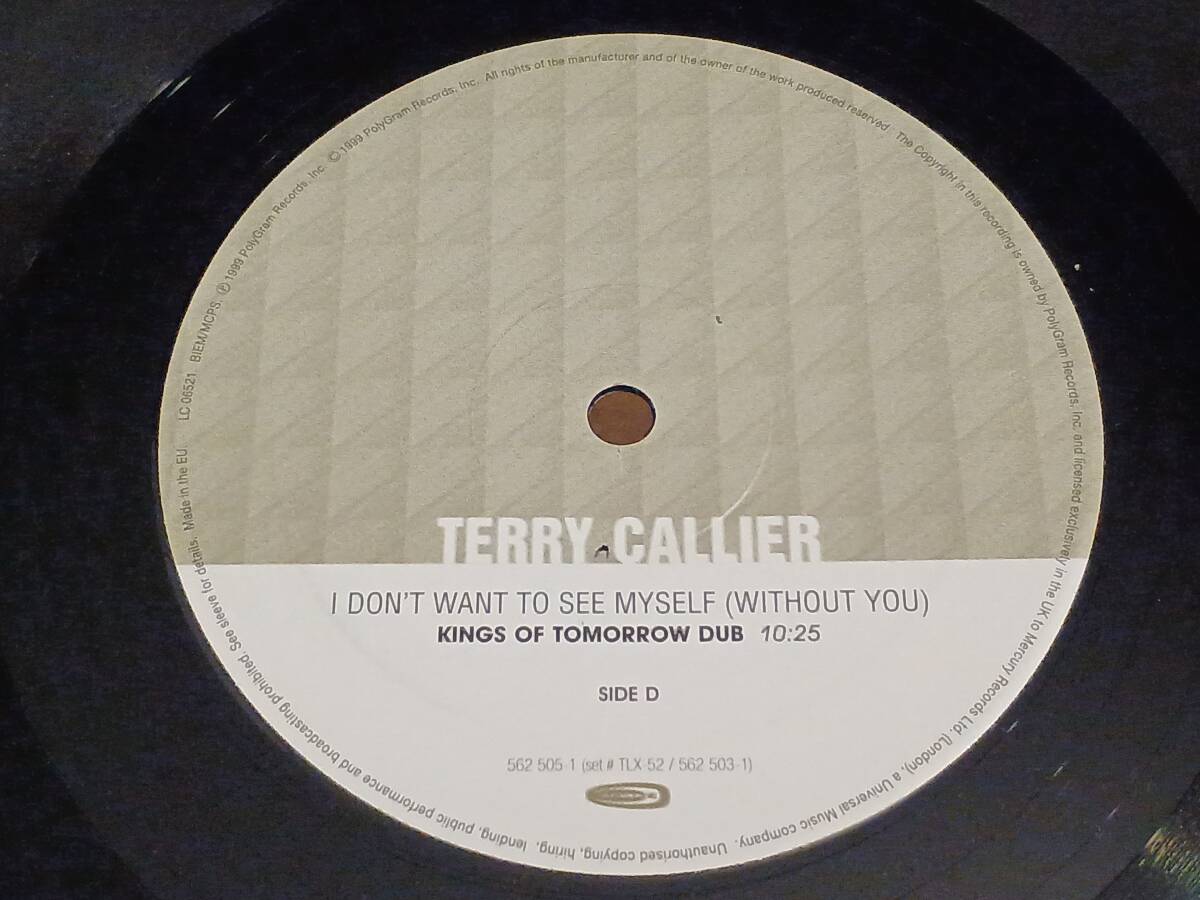 TERRY CALLIER
I DON'T WANT TO SEE MYSELF (WITHOUT YOU)
KINGS OF TOMORROW DUB 10:25
SIDE D
562 505-1 (set # TLX 52 / 562 503-1)
LC 06521 BIEM/MCPS. ℗ 1999 PolyGram Records, Inc. © 1999 PolyGram Records, Inc. All rights of the manufacturer and of the owner of the work produced reserved The Copyright in this recording is owned by PolyGram Records, Inc. and licensed exclusively in the UK to Mercury Records Ltd. (London), a Universal Music company. Unauthorised copying, hiring, lending, public performance and broadcasting prohibited. See sleeve for details. Made in the EU.